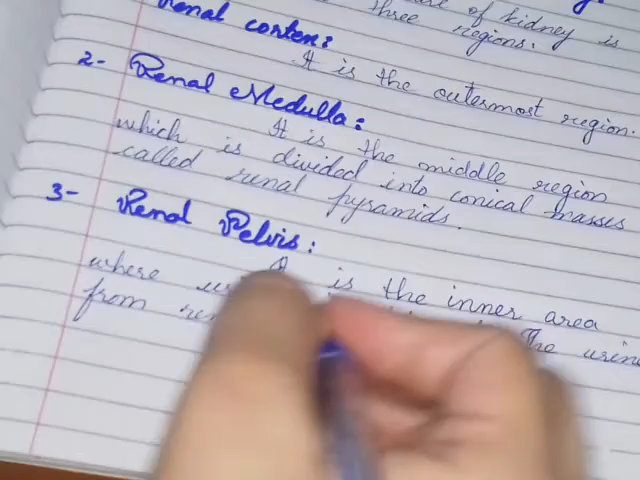 of kidney is
three regions.
Renal corten:
It is the outermost region.
2- Renal Medulla:
It is the middle region
which is divided into conical masses
called renal pyramids.
3- Renal Pelvis:
It is the inner area
where
from The urine